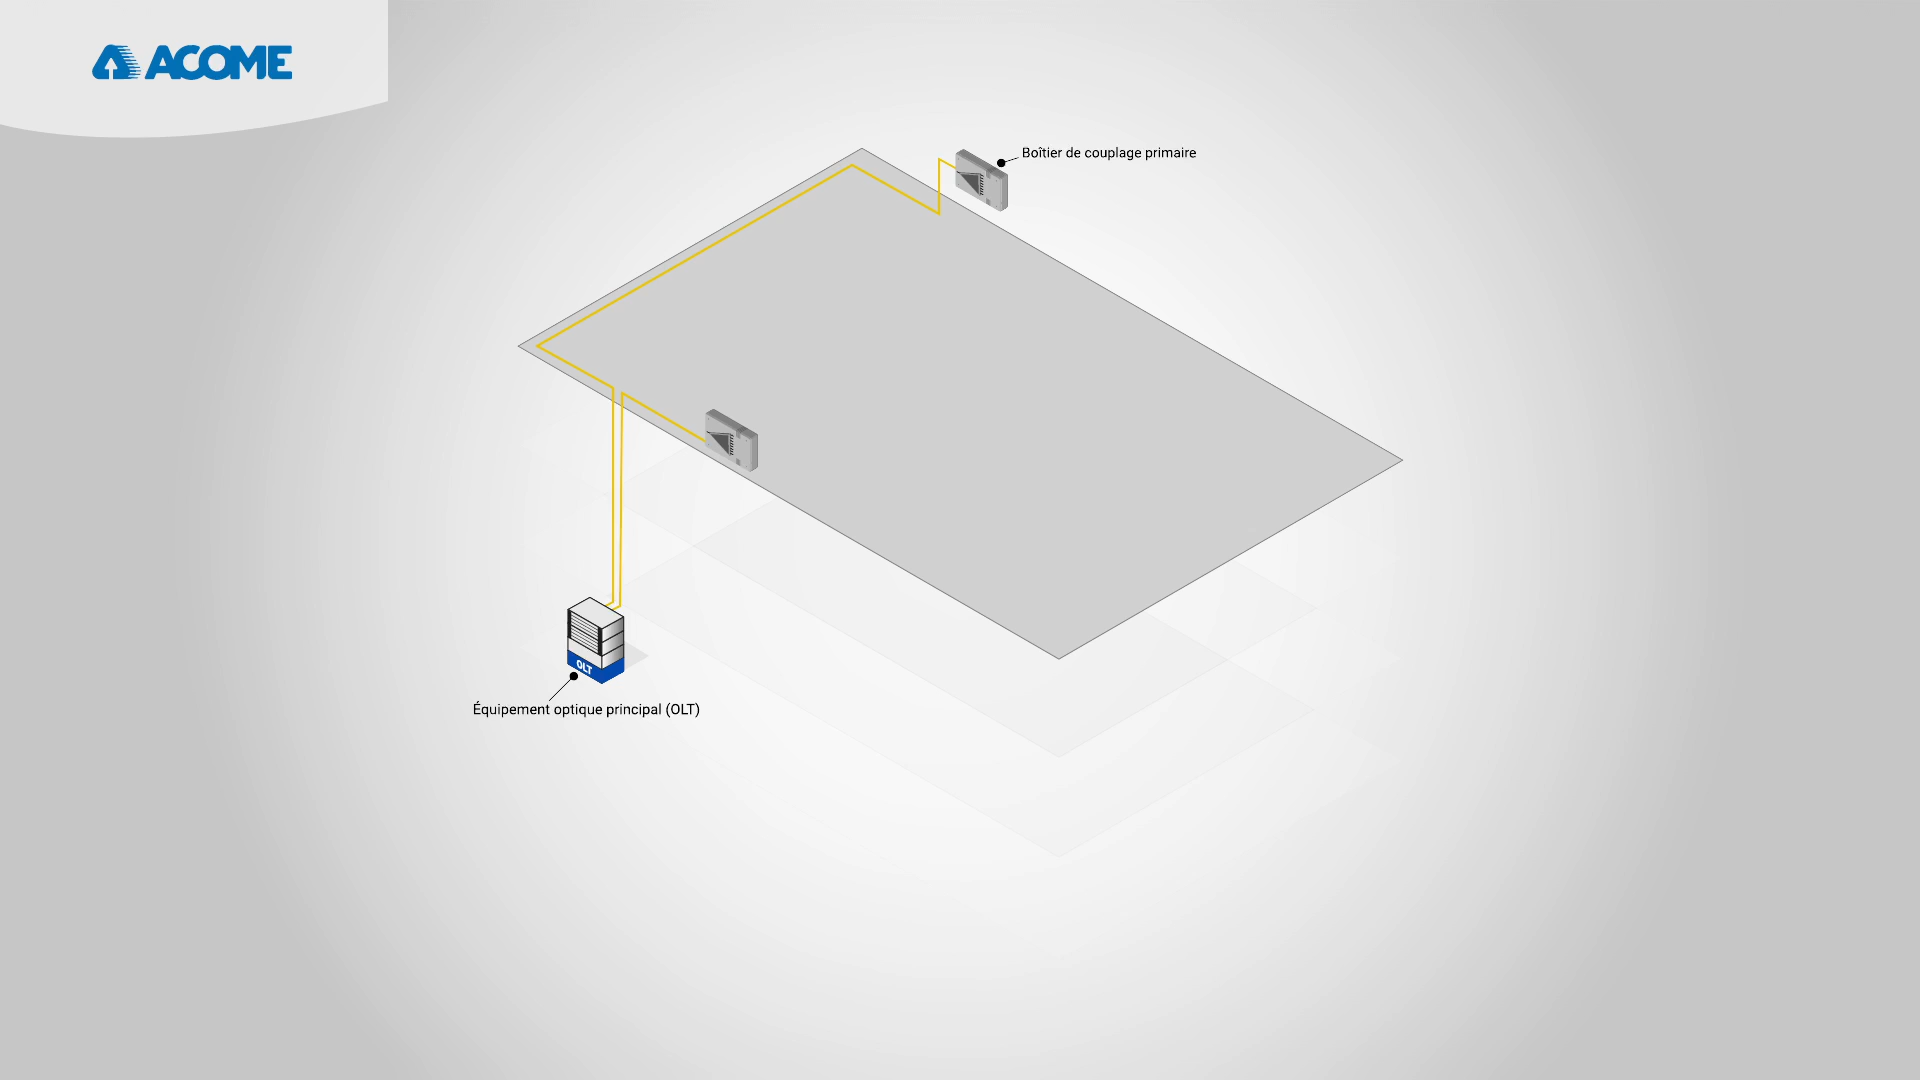 ACOME
Boîtier de couplage primaire
OLT
Équipement optique principal (OLT)